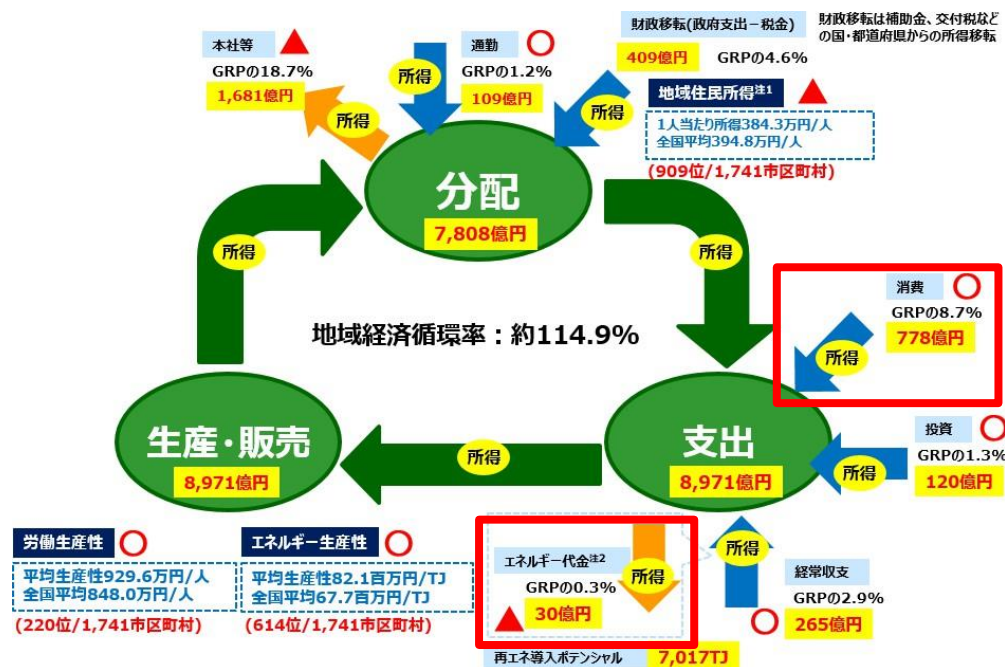 本社等
GRPの18.7%
1,681億円
所得
通勤
GRPの1.2%
109億円
所得
財政移転(政府支出－税金)
409億円 GRPの4.6%
所得
財政移転は補助金、交付税など
の国・都道府県からの所得移転
地域住民所得注1
1人当たり所得384.3万円/人
全国平均394.8万円/人
(909位/1,741市区町村)
分配
7,808億円
所得
所得
地域経済循環率：約114.9%
消費
GRPの8.7%
778億円
所得
生産・販売
8,971億円
所得
支出
8,971億円
投資
GRPの1.3%
120億円
所得
労働生産性
平均生産性929.6万円/人
全国平均848.0万円/人
(220位/1,741市区町村)
エネルギー生産性
平均生産性82.1百万円/TJ
全国平均67.7百万円/TJ
(614位/1,741市区町村)
エネルギー代金注2
GRPの0.3%
30億円
所得
所得
経常収支
GRPの2.9%
265億円
再エネ導入ポテンシャル 7,017TJ